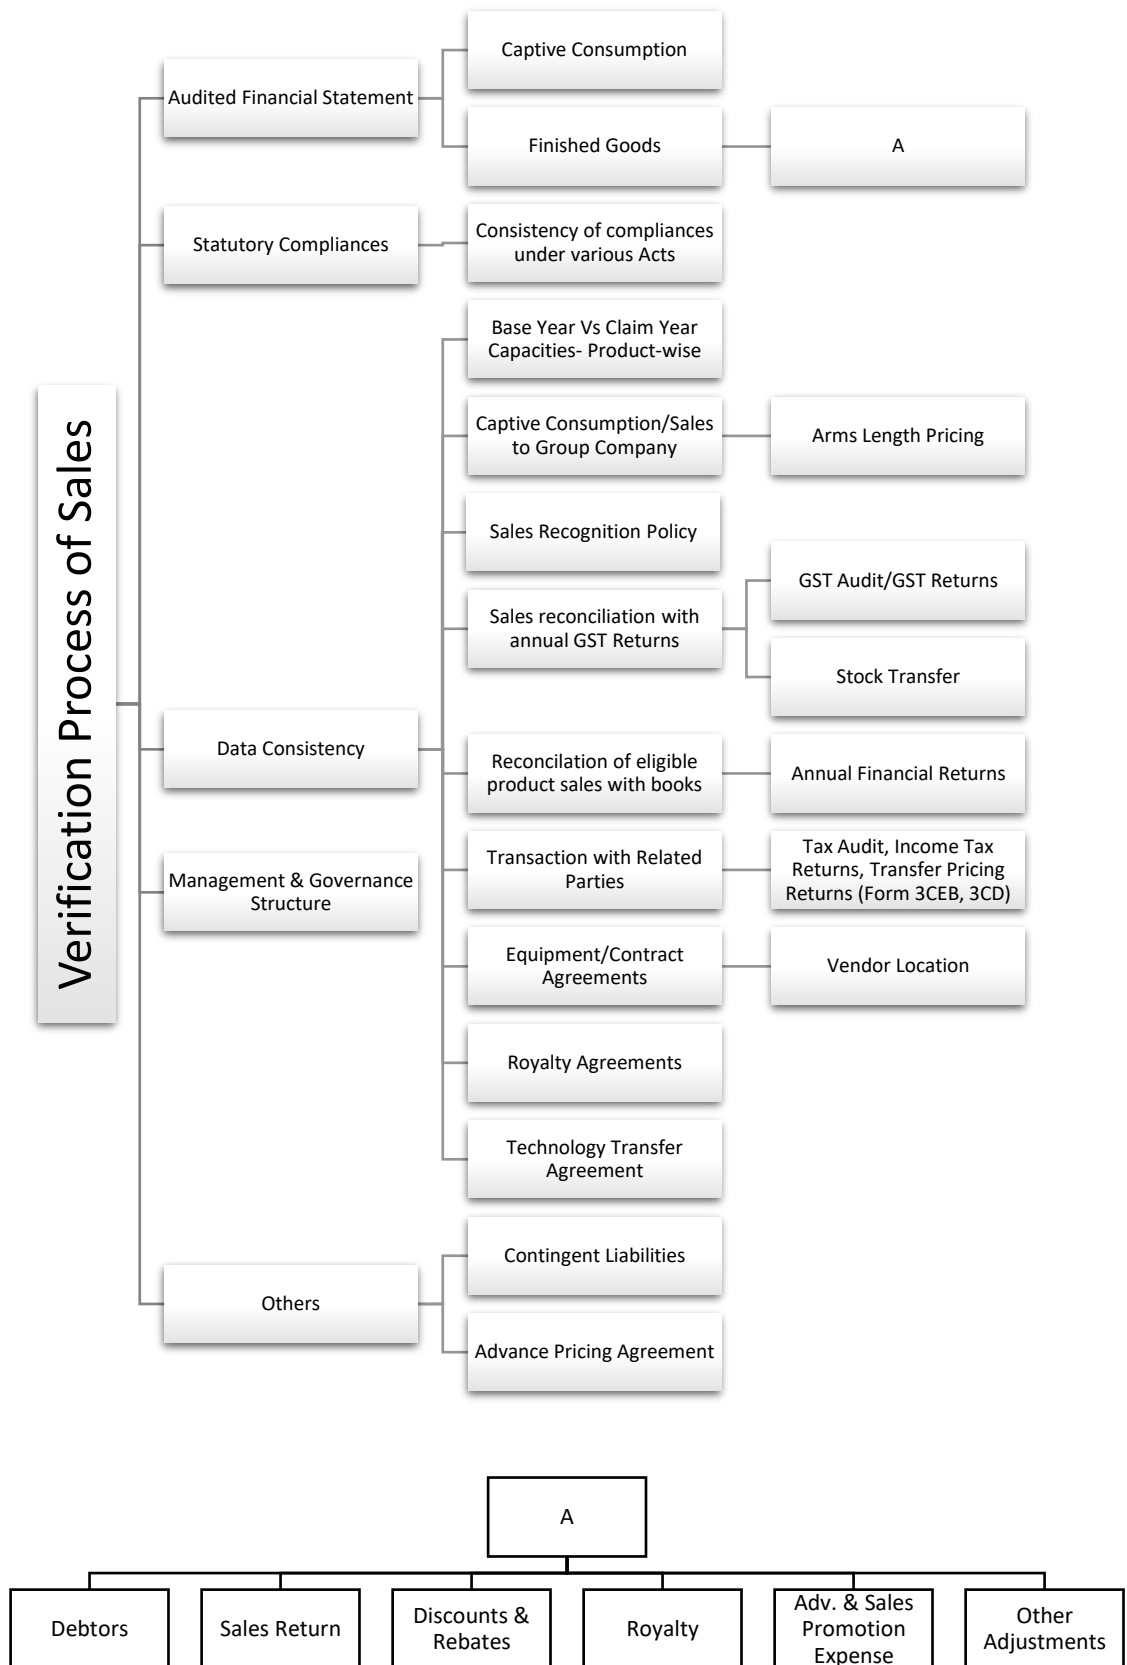 Verification Process of Sales
Audited Financial Statement
Captive Consumption
Finished Goods
A
Statutory Compliances
Consistency of compliances
under various Acts
Data Consistency
Base Year Vs Claim Year
Capacities- Product-wise
Captive Consumption/Sales
to Group Company
Arms Length Pricing
Sales Recognition Policy
Sales reconciliation with
annual GST Returns
GST Audit/GST Returns
Stock Transfer
Reconcilation of eligible
product sales with books
Annual Financial Returns
Transaction with Related
Parties
Tax Audit, Income Tax
Returns, Transfer Pricing
Returns (Form 3CEB, 3CD)
Equipment/Contract
Agreements
Vendor Location
Royalty Agreements
Technology Transfer
Agreement
Management & Governance
Structure
Others
Contingent Liabilities
Advance Pricing Agreement
A
Debtors
Sales Return
Discounts &
Rebates
Royalty
Adv. & Sales
Promotion
Expense
Other
Adjustments